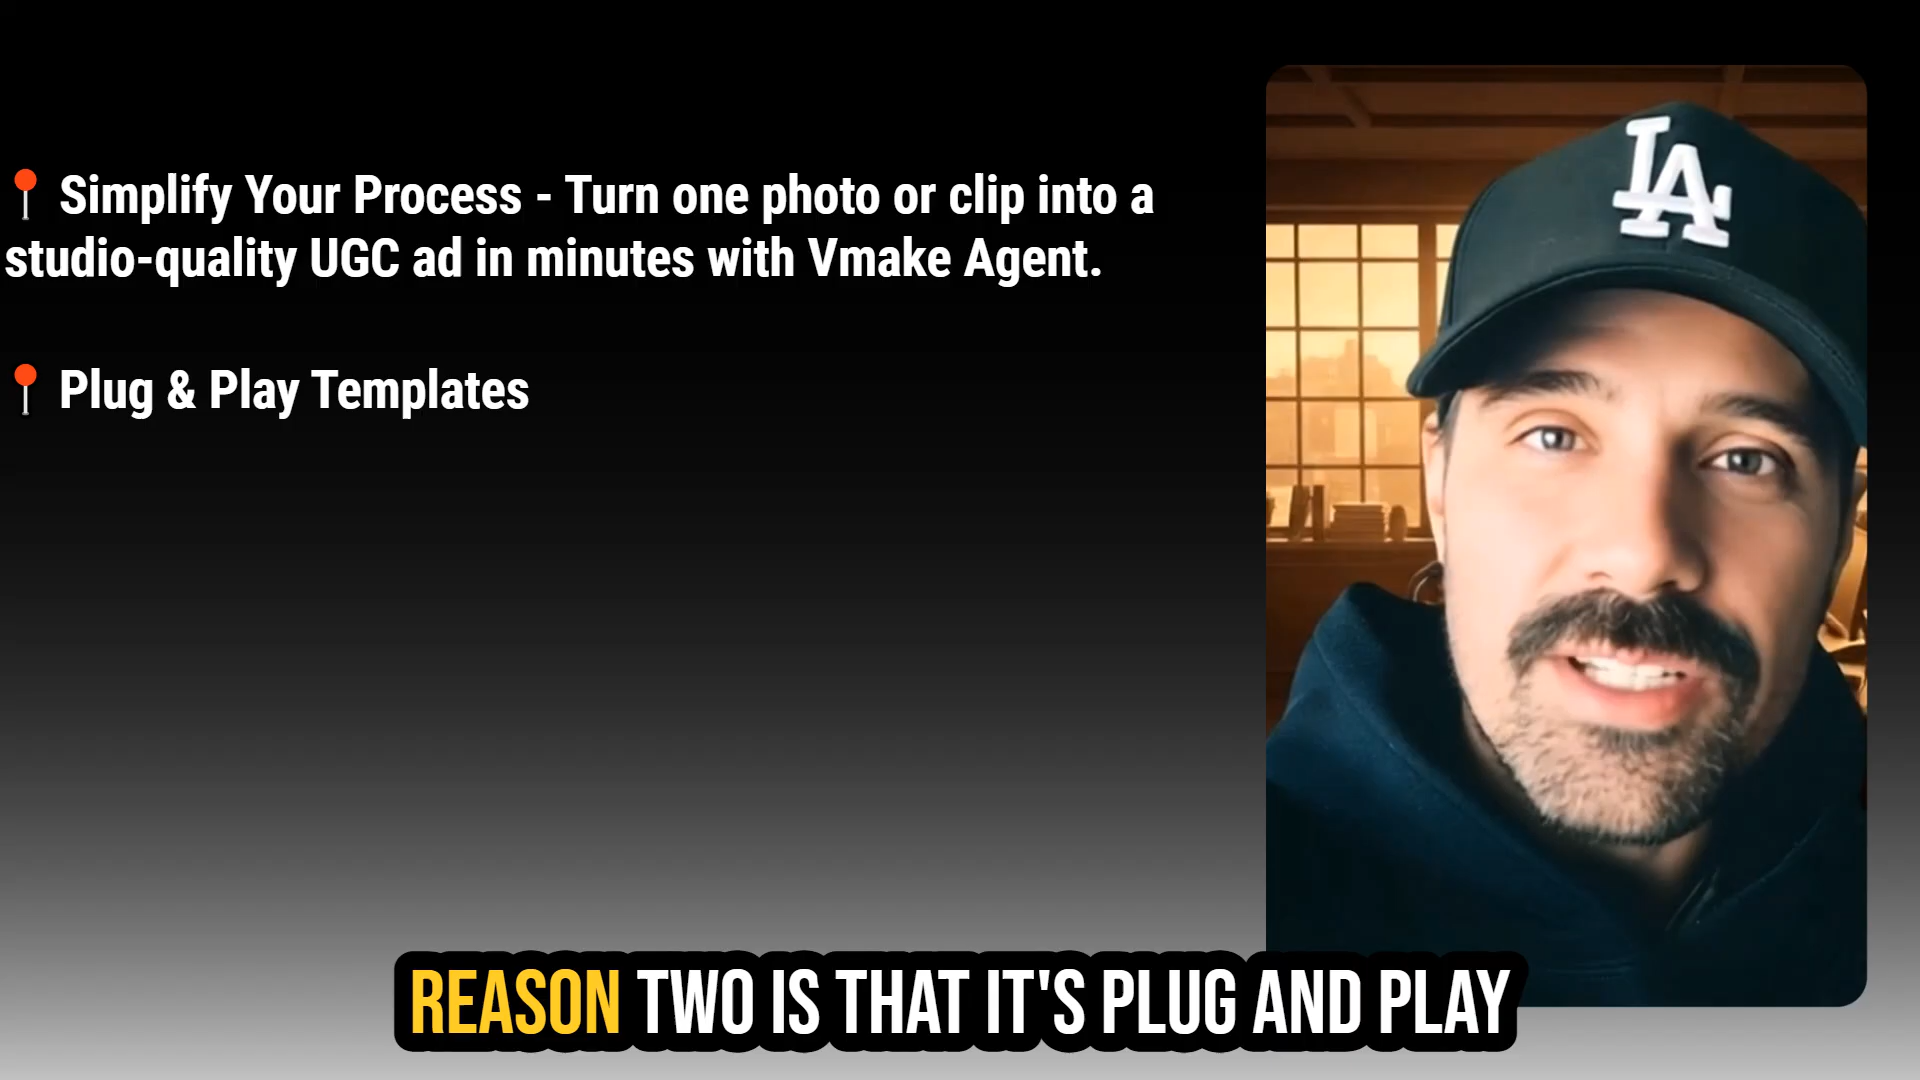 📍 Simplify Your Process - Turn one photo or clip into a
studio-quality UGC ad in minutes with Vmake Agent.
📍 Plug & Play Templates
LA
REASON TWO IS THAT IT'S PLUG AND PLAY